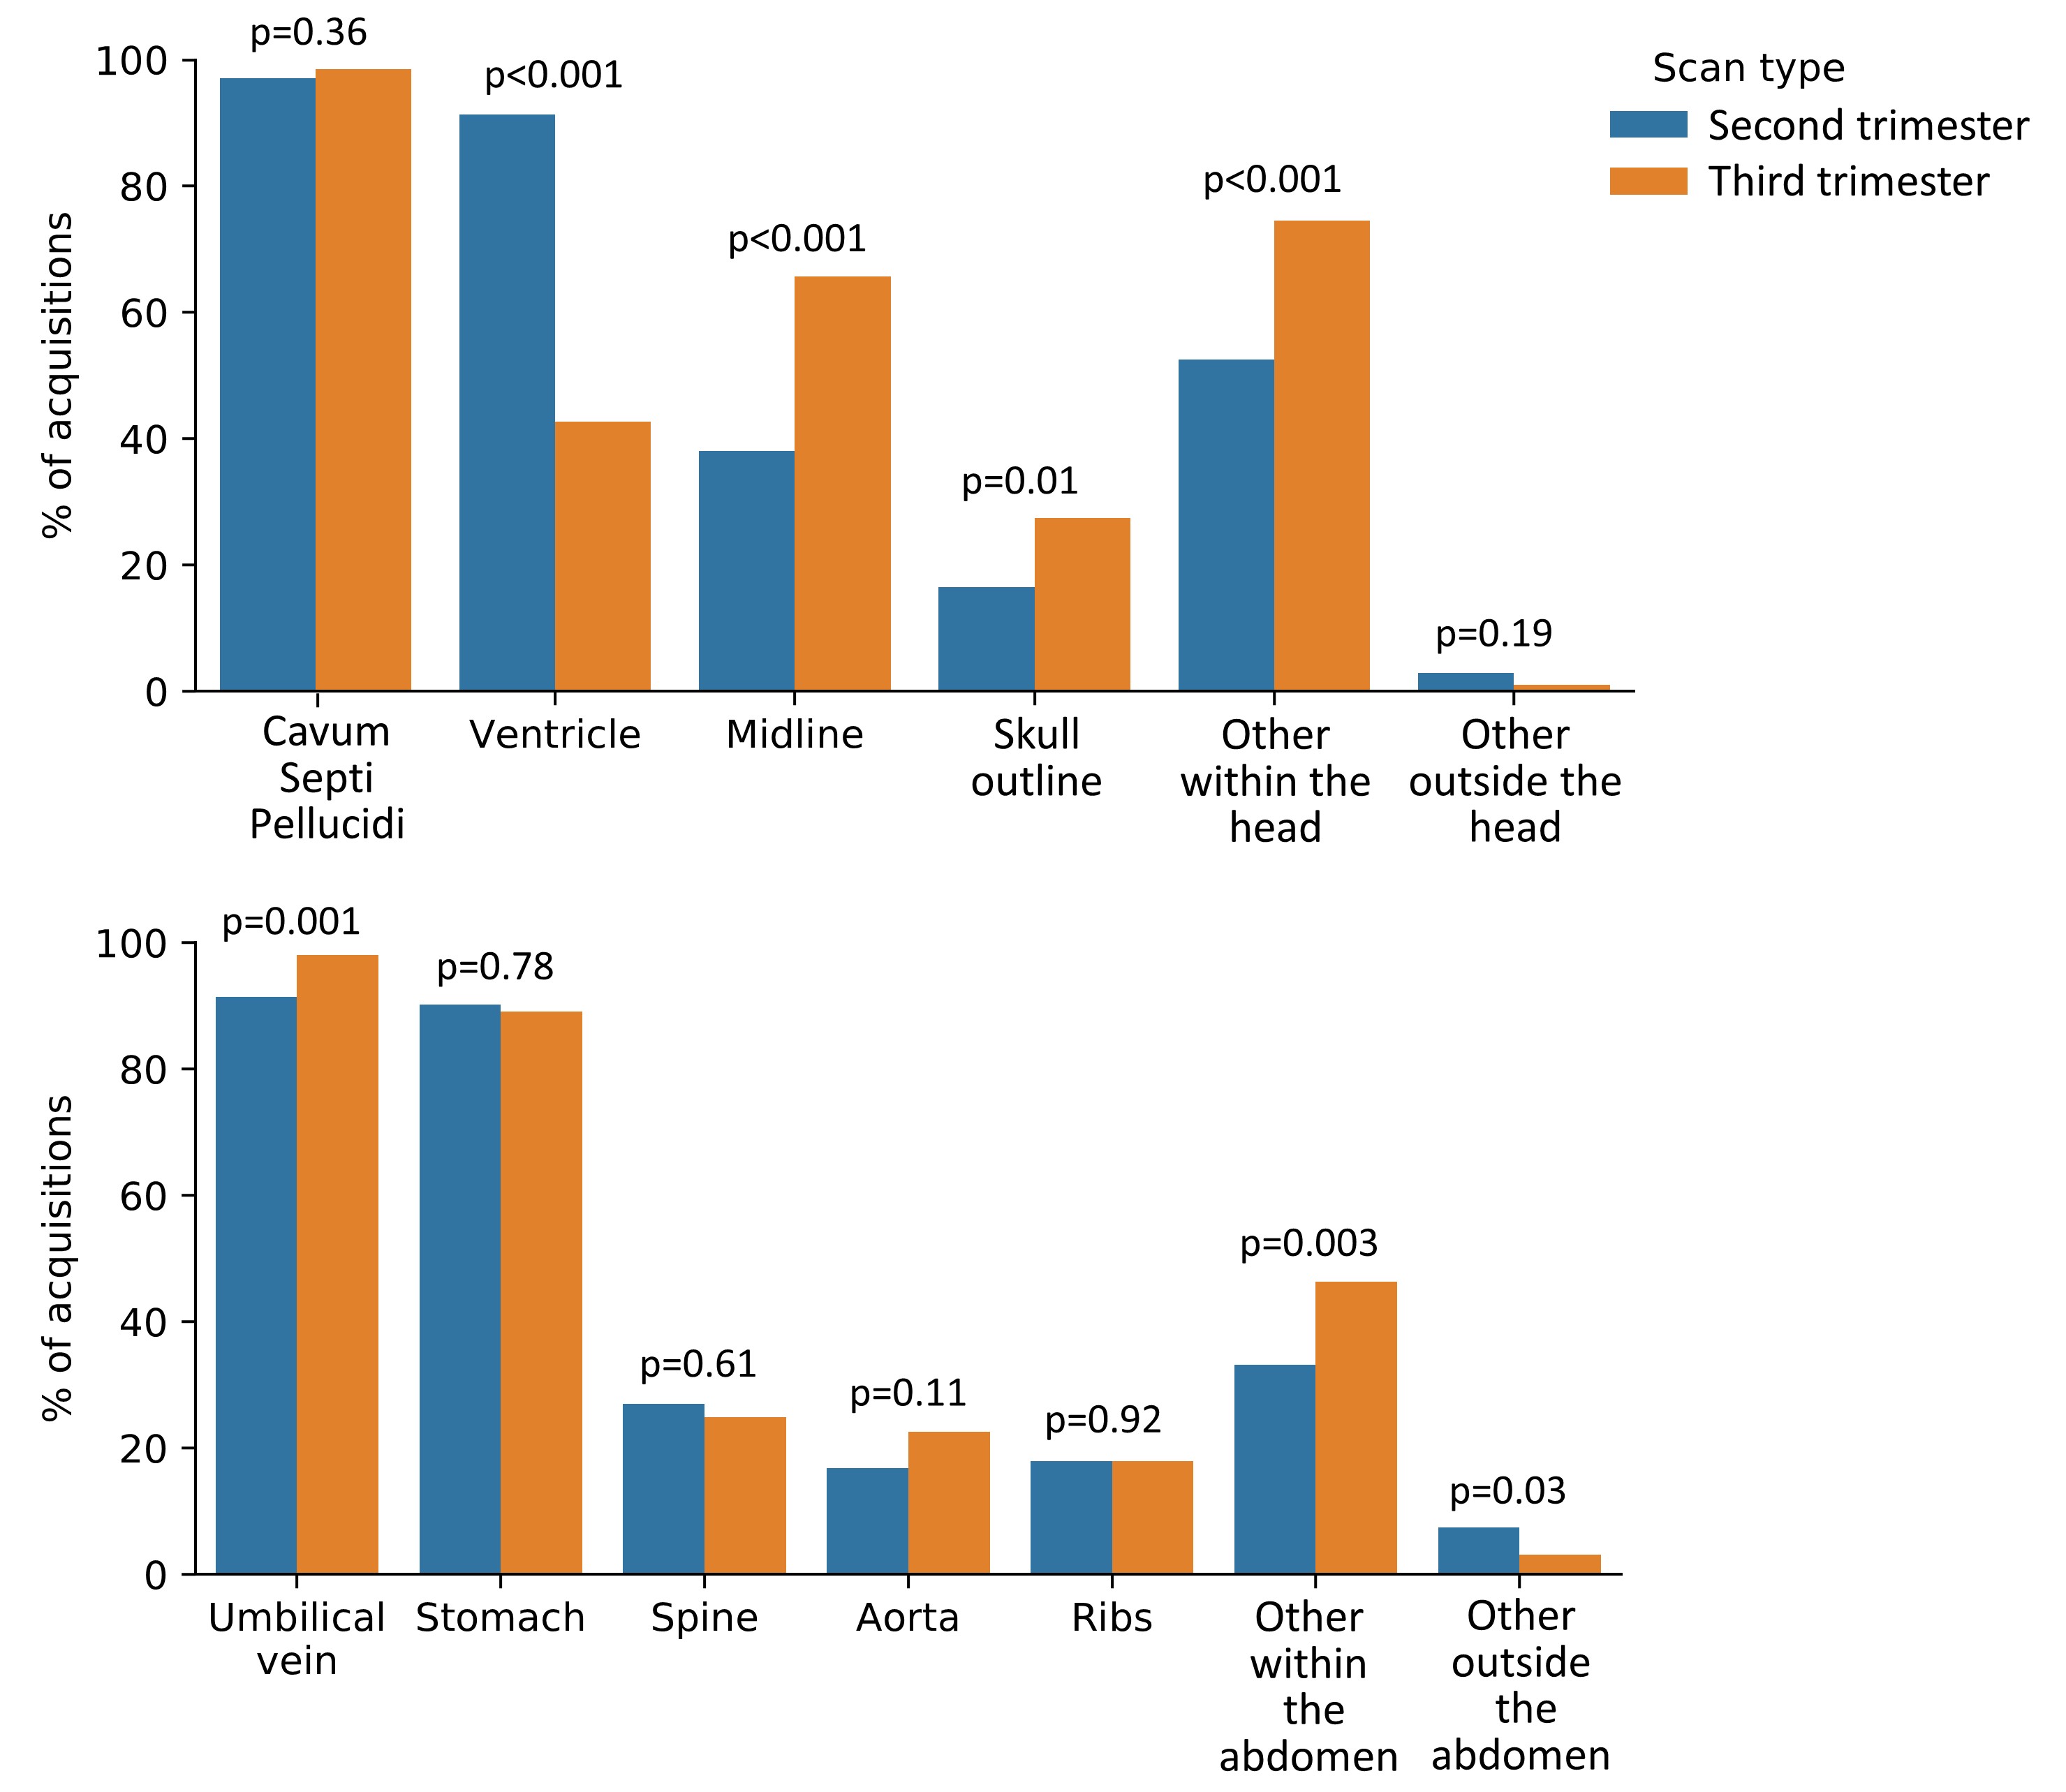 p=0.36
p<0.001
p<0.001
p=0.01
p<0.001
p=0.19
Scan type
Second trimester
Third trimester
% of acquisitions
100
80
60
40
20
0
Cavum
Septi
Pellucidi
Ventricle
Midline
Skull
outline
Other
within the
head
Other
outside the
head
p=0.001
p=0.78
p=0.61
p=0.11
p=0.92
p=0.003
p=0.03
% of acquisitions
100
80
60
40
20
0
Umbilical
vein
Stomach
Spine
Aorta
Ribs
Other
within
the
abdomen
Other
outside
the
abdomen